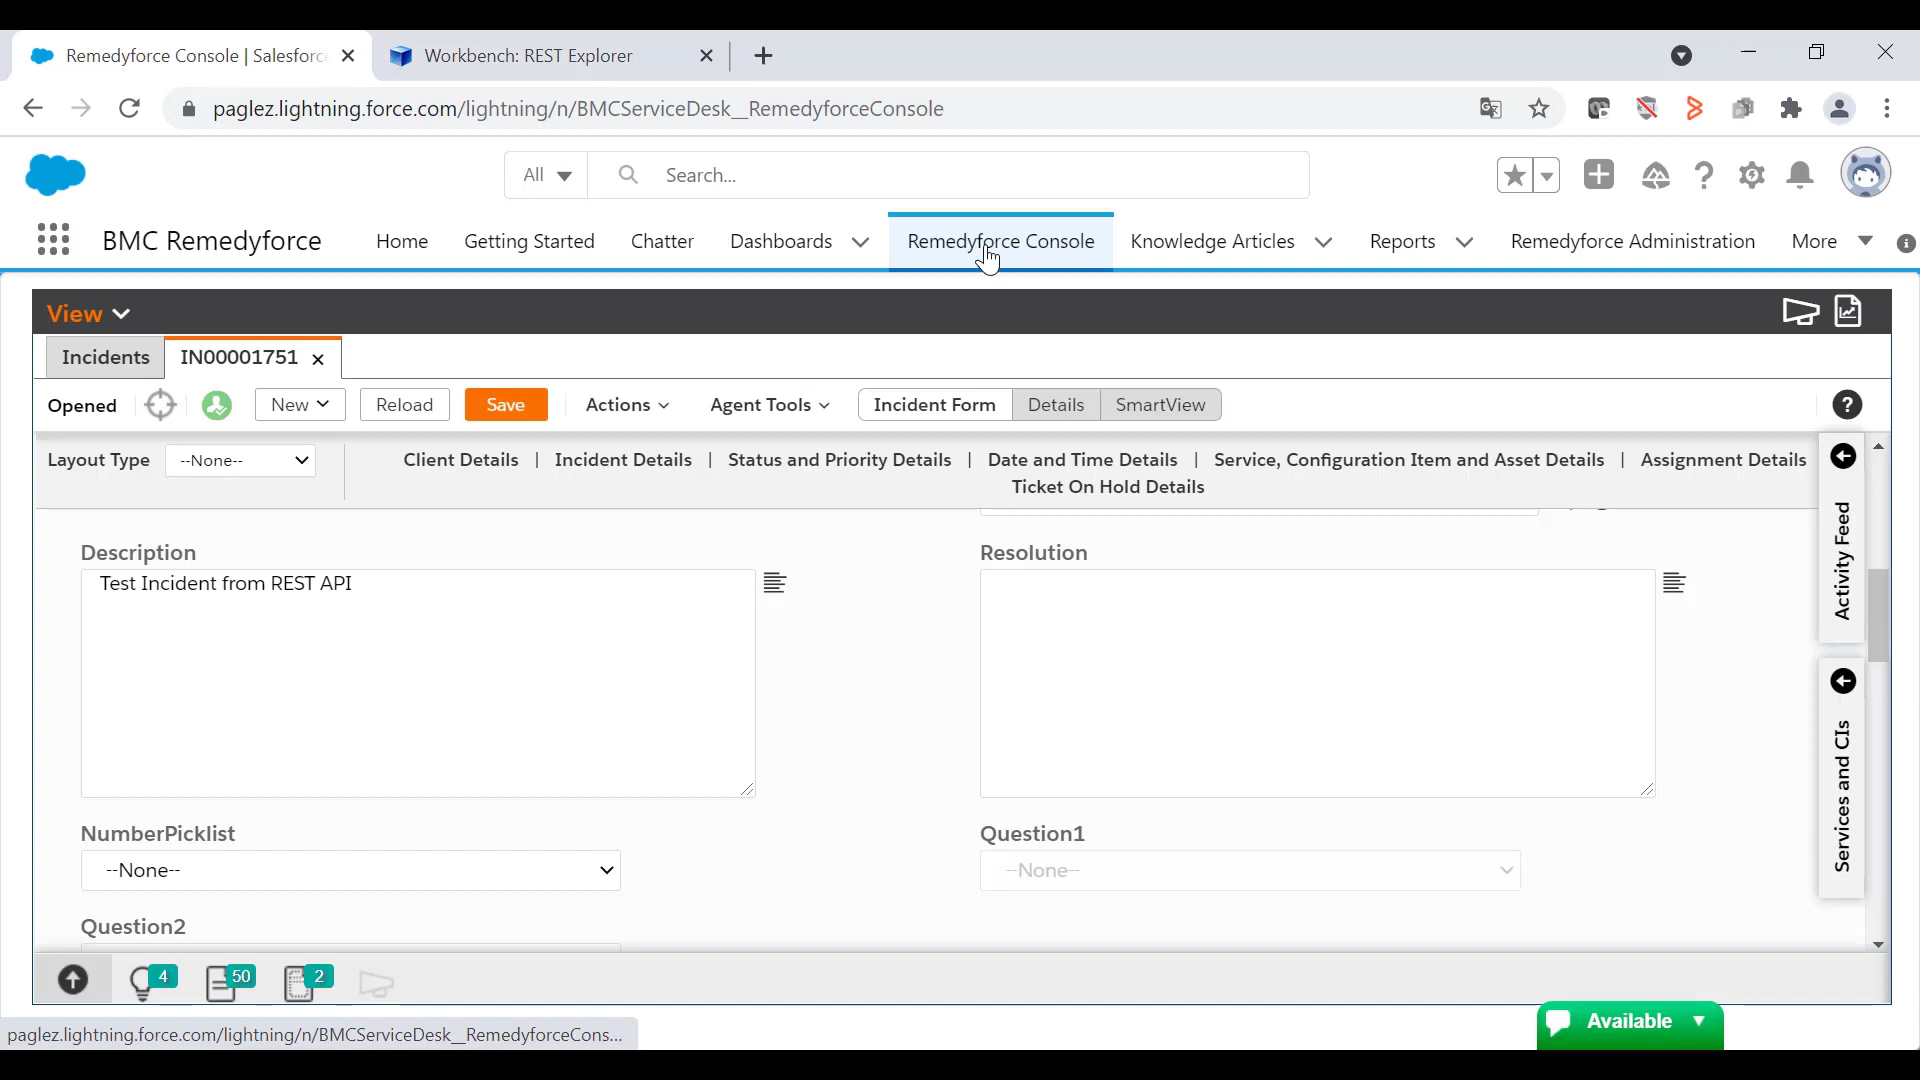 Remedyforce Console | Salesforc
Workbench: REST Explorer
paglez.lightning.force.com/lightning/n/BMCServiceDesk__RemedyforceConsole
All
Search...
BMC Remedyforce
Home
Getting Started
Chatter
Dashboards
Remedyforce Console
Knowledge Articles
Reports
Remedyforce Administration
More
View
Incidents
IN00001751
Opened
New
Reload
Save
Actions
Agent Tools
Incident Form
Details
SmartView
Layout Type
--None--
Client Details | Incident Details | Status and Priority Details | Date and Time Details | Service, Configuration Item and Asset Details | Assignment Details
Ticket On Hold Details
Description
Resolution
Test Incident from REST API
Activity Feed
Services and CIs
NumberPicklist
Question1
--None--
--None--
Question2
4
50
2
paglez.lightning.force.com/lightning/n/BMCServiceDesk__RemedyforceCons...
Available